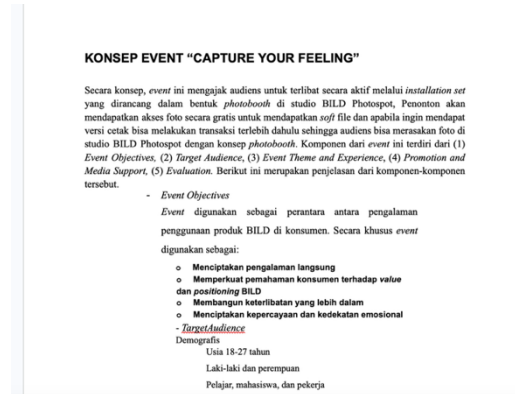 KONSEP EVENT “CAPTURE YOUR FEELING”
Secara konsep, event ini mengajak audiens untuk terlibat secara aktif melalui installation set
yang dirancang dalam bentuk photobooth di studio BILD Photospot, Penonton akan
mendapatkan akses foto secara gratis untuk mendapatkan soft file dan apabila ingin mendapat
versi cetak bisa melakukan transaksi terlebih dahulu sehingga audiens bisa merasakan foto di
studio BILD Photospot dengan konsep photobooth. Komponen dari event ini terdiri dari (1)
Event Objectives, (2) Target Audience, (3) Event Theme and Experience, (4) Promotion and
Media Support, (5) Evaluation. Berikut ini merupakan penjelasan dari komponen-komponen
tersebut.
- Event Objectives
Event digunakan sebagai perantara antara pengalaman
penggunaan produk BILD di konsumen. Secara khusus event
digunakan sebagai:
o Menciptakan pengalaman langsung
o Memperkuat pemahaman konsumen terhadap value
dan positioning BILD
o Membangun keterlibatan yang lebih dalam
o Menciptakan kepercayaan dan kedekatan emosional
- TargetAudience
Demografis
Usia 18-27 tahun
Laki-laki dan perempuan
Pelajar, mahasiswa, dan pekerja